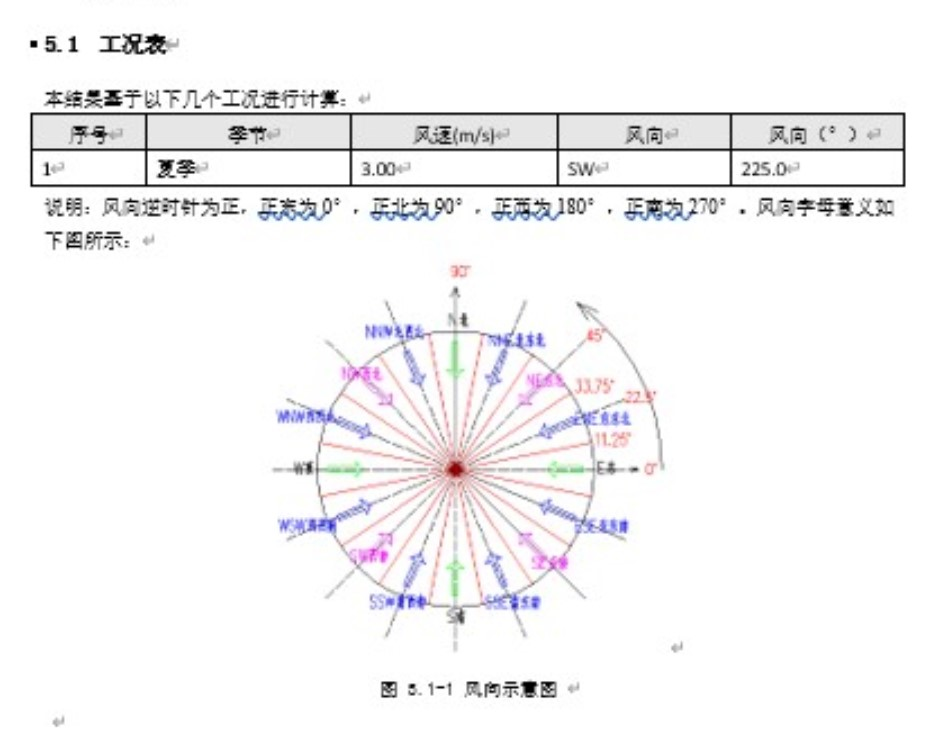 5.1 工况表
本结果基于以下几个工况进行计算：
序号 季节 风速(m/s) 风向 风向（°）
1 夏季 3.00 SW 225.0
说明：风向逆时针为正，正东为0°，正北为90°，正西为180°，正南为270°。风向字母意义如
下图所示：
90°
N北
NNW北西北 NNE北东北
45°
NW西北 NE东北
33.75° 22.5°
WNW西西北 ENE东东北
11.25°
W西 E东 0°
WSW西西南
SW西南 SE东南
SSW南西南 SSE南东南
S南
图 5.1-1 风向示意图